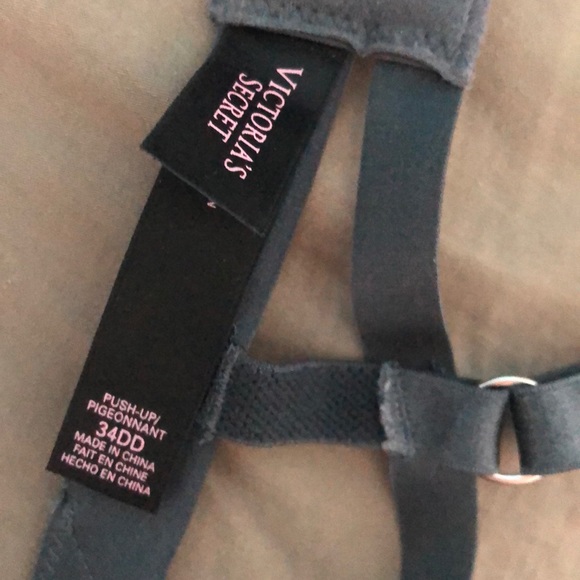 VICTORIA'S
SECRET
PUSH-UP/
PIGEONNANT
34DD
MADE IN CHINA
FAIT EN CHINE
HECHO EN CHINA